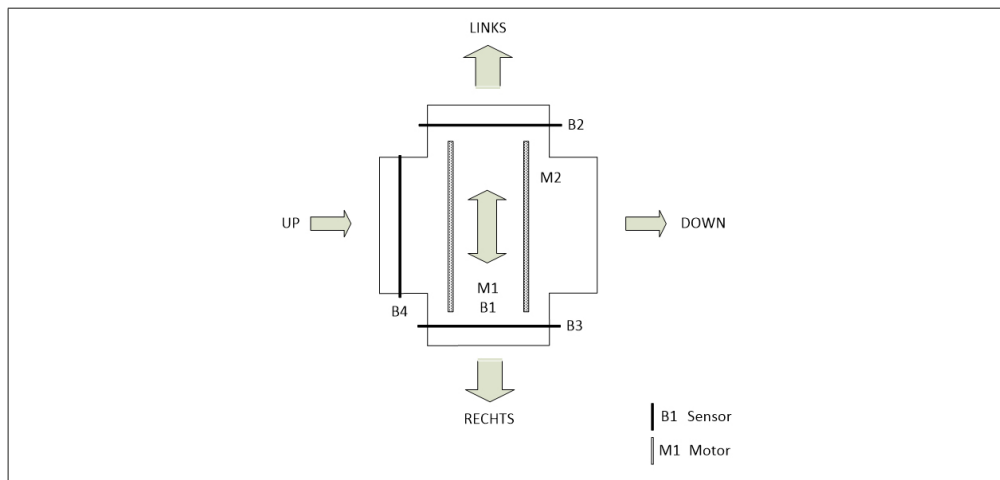 LINKS
B2
M2
UP
DOWN
M1
B1
B4
B3
RECHTS
B1 Sensor
M1 Motor